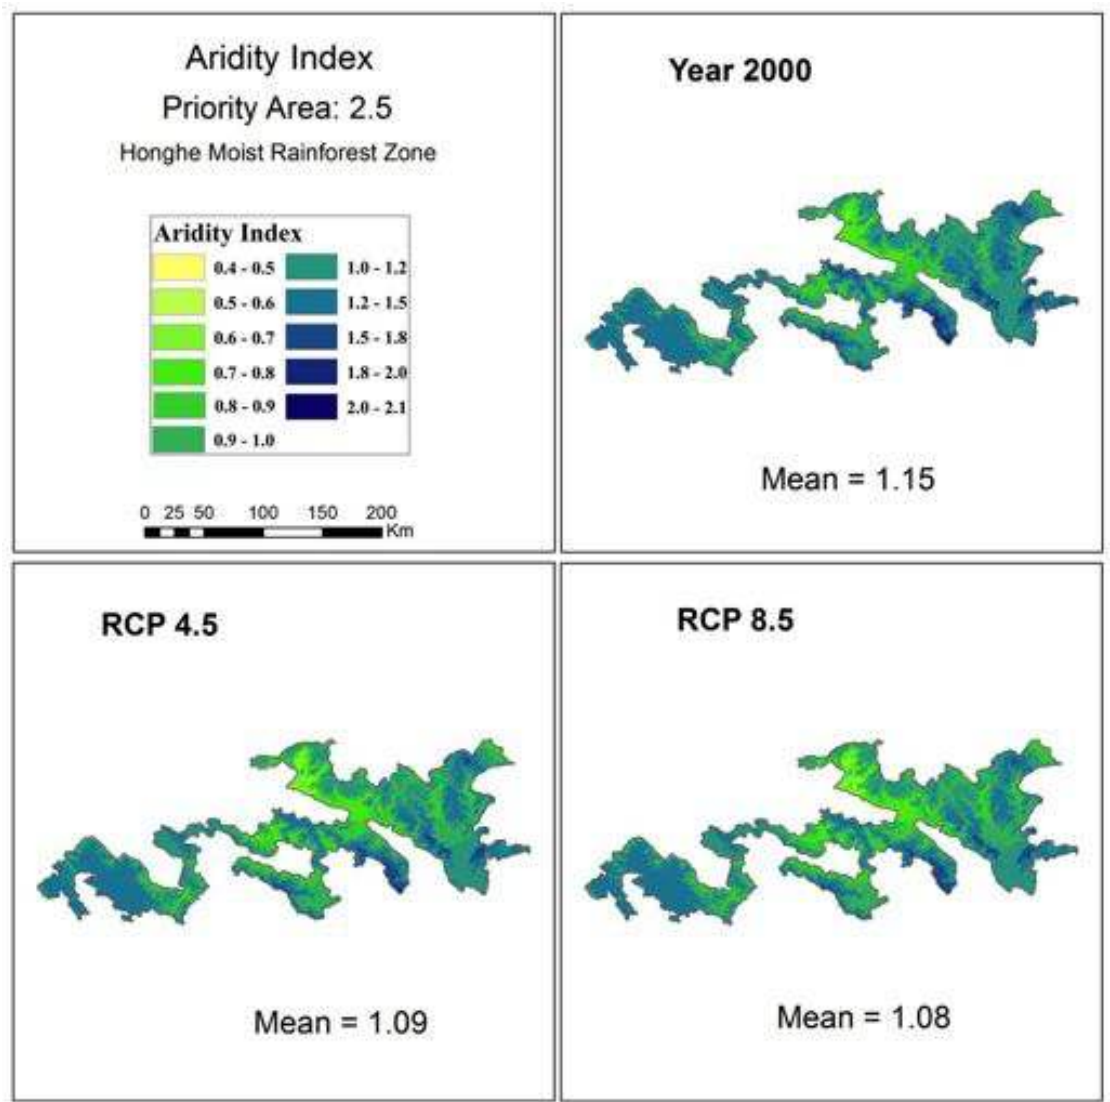 Aridity Index
Priority Area: 2.5
Honghe Moist Rainforest Zone
Aridity Index
0.4 - 0.5
0.5 - 0.6
0.6 - 0.7
0.7 - 0.8
0.8 - 0.9
0.9 - 1.0
1.0 - 1.2
1.2 - 1.5
1.5 - 1.8
1.8 - 2.0
2.0 - 2.1
0 25 50 100 150 200
Km
Year 2000
Mean = 1.15
RCP 4.5
Mean = 1.09
RCP 8.5
Mean = 1.08